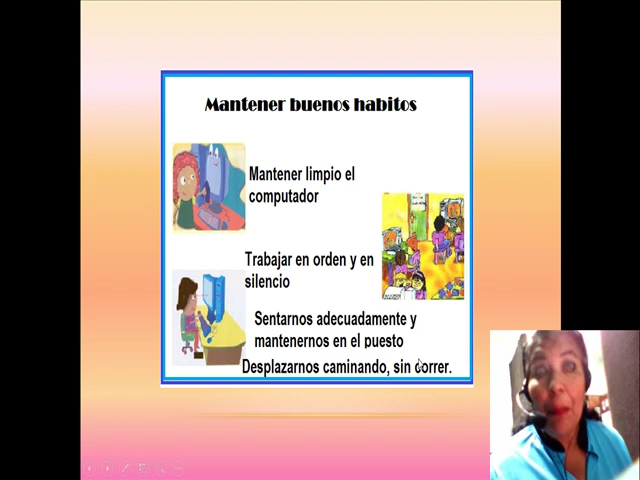 Mantener buenos habitos
Mantener limpio el
computador
Trabajar en orden y en
silencio
Sentarnos adecuadamente y
mantenernos en el puesto
Desplazarnos caminando, sin correr.